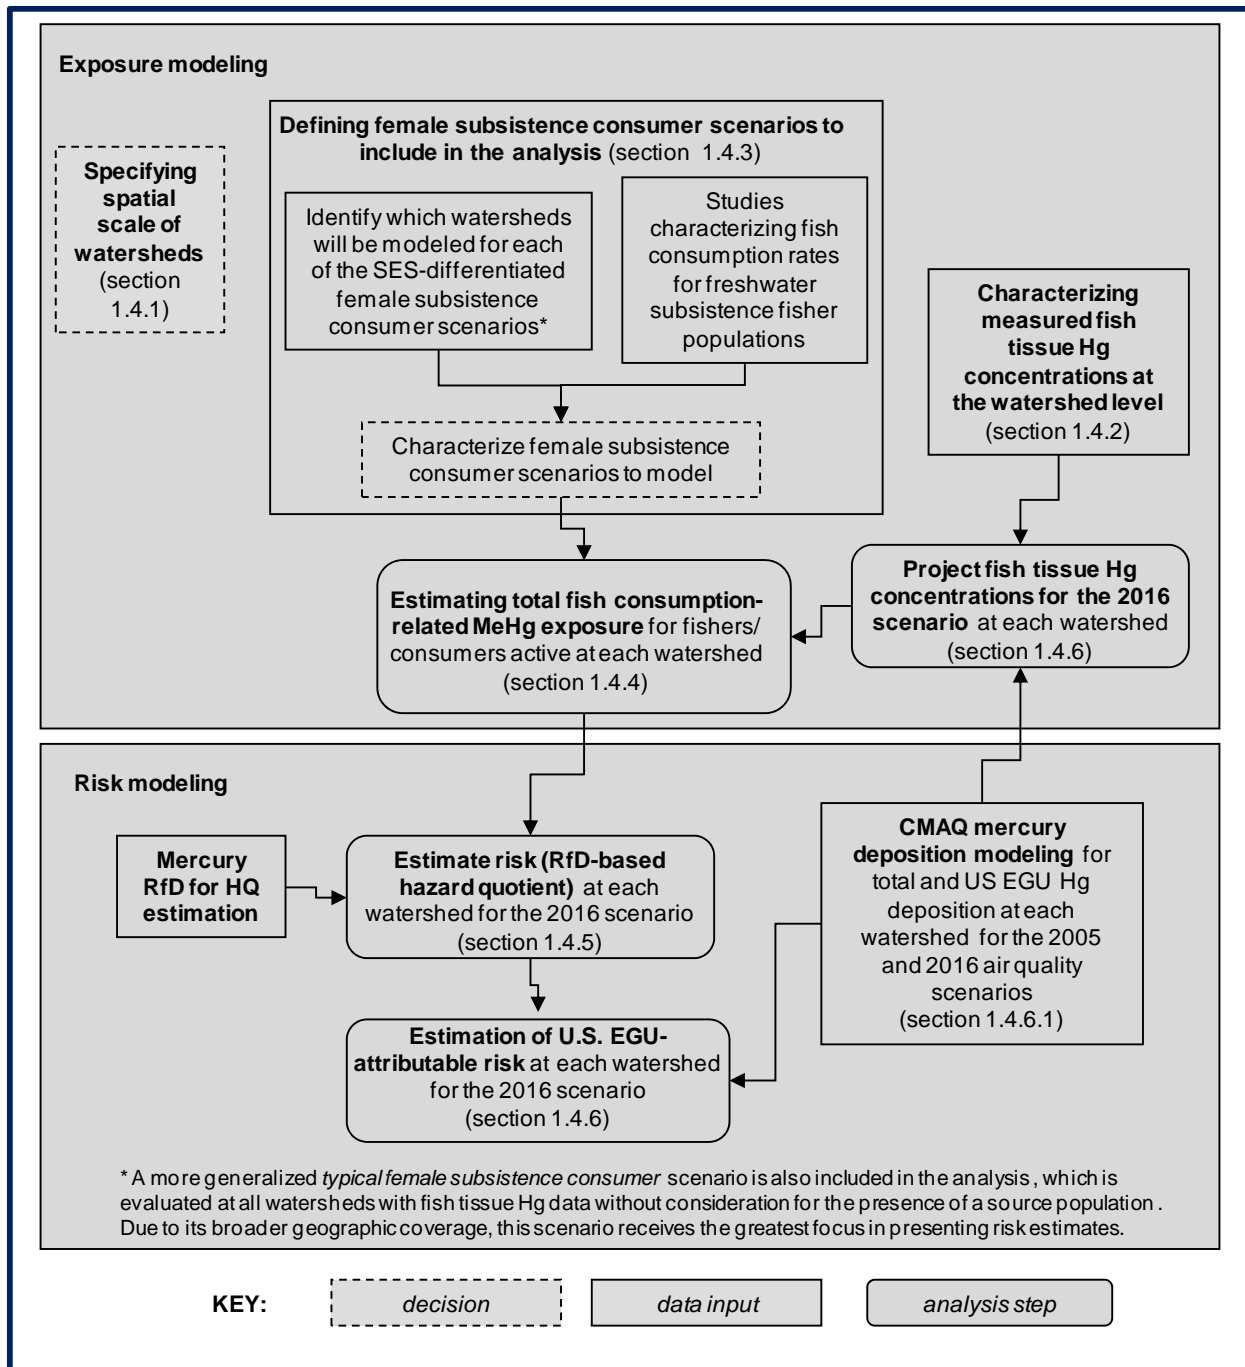 Exposure modeling
Defining female subsistence consumer scenarios to
include in the analysis (section 1.4.3)
Specifying
spatial
scale of
watersheds
(section
1.4.1)
Identify which watersheds
will be modeled for each
of the SES-differentiated
female subsistence
consumer scenarios*
Studies
characterizing fish
consumption rates
for freshwater
subsistence fisher
populations
Characterizing
measured fish
tissue Hg
concentrations at
the watershed level
(section 1.4.2)
Characterize female subsistence
consumer scenarios to model
Estimating total fish consumption-
related MeHg exposure for fishers/
consumers active at each watershed
(section 1.4.4)
Project fish tissue Hg
concentrations for the 2016
scenario at each watershed
(section 1.4.6)
Risk modeling
Mercury
RfD for HQ
estimation
Estimate risk (RfD-based
hazard quotient) at each
watershed for the 2016 scenario
(section 1.4.5)
CMAQ mercury
deposition modeling for
total and US EGU Hg
deposition at each
watershed for the 2005
and 2016 air quality
scenarios
(section 1.4.6.1)
Estimation of U.S. EGU-
attributable risk at each watershed
for the 2016 scenario
(section 1.4.6)
* A more generalized typical female subsistence consumer scenario is also included in the analysis, which is
evaluated at all watersheds with fish tissue Hg data without consideration for the presence of a source population.
Due to its broader geographic coverage, this scenario receives the greatest focus in presenting risk estimates.
KEY:
decision
data input
analysis step